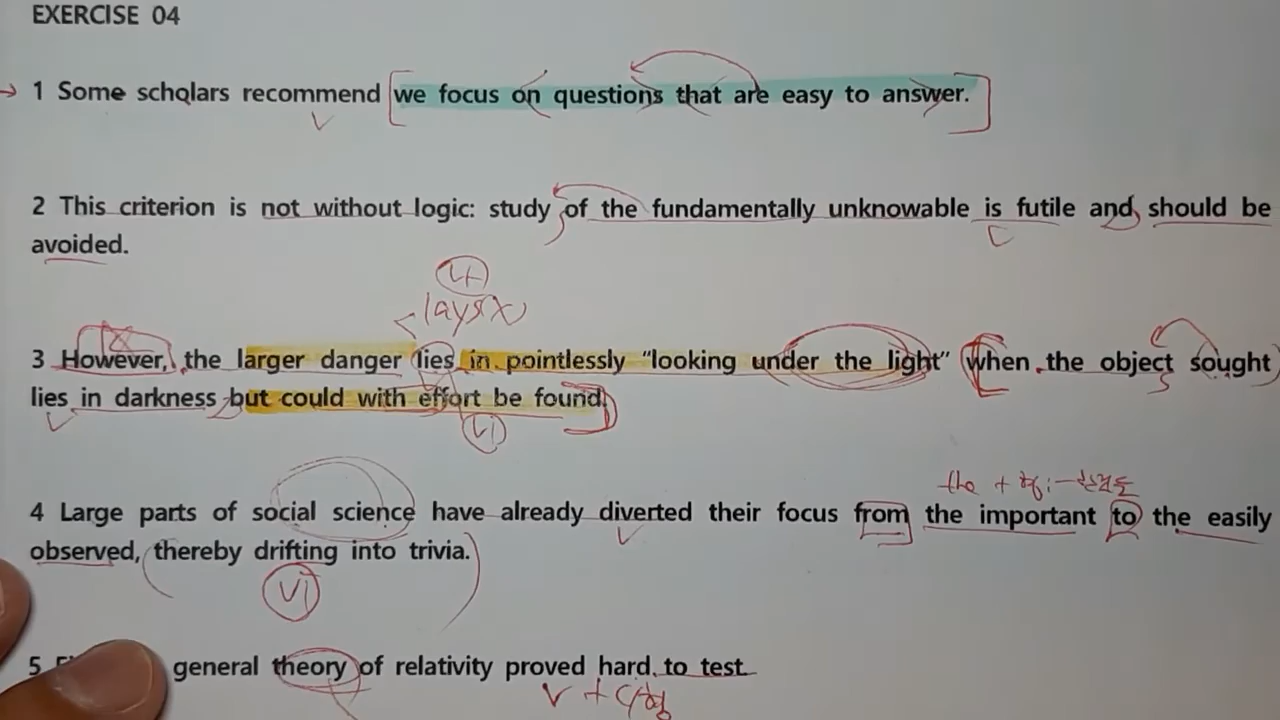 EXERCISE 04
1 Some scholars recommend we focus on questions that are easy to answer.
V
2 This criterion is not without logic: study of the fundamentally unknowable is futile and should be
avoided.
lays x
3 However, the larger danger lies in pointlessly "looking under the light" when the object sought
S
lies in darkness but could with effort be found.
V
vi
the + 형:
4 Large parts of social science have already diverted their focus from the important to the easily
V
observed, thereby drifting into trivia.
vi
5 general theory of relativity proved hard to test
V +